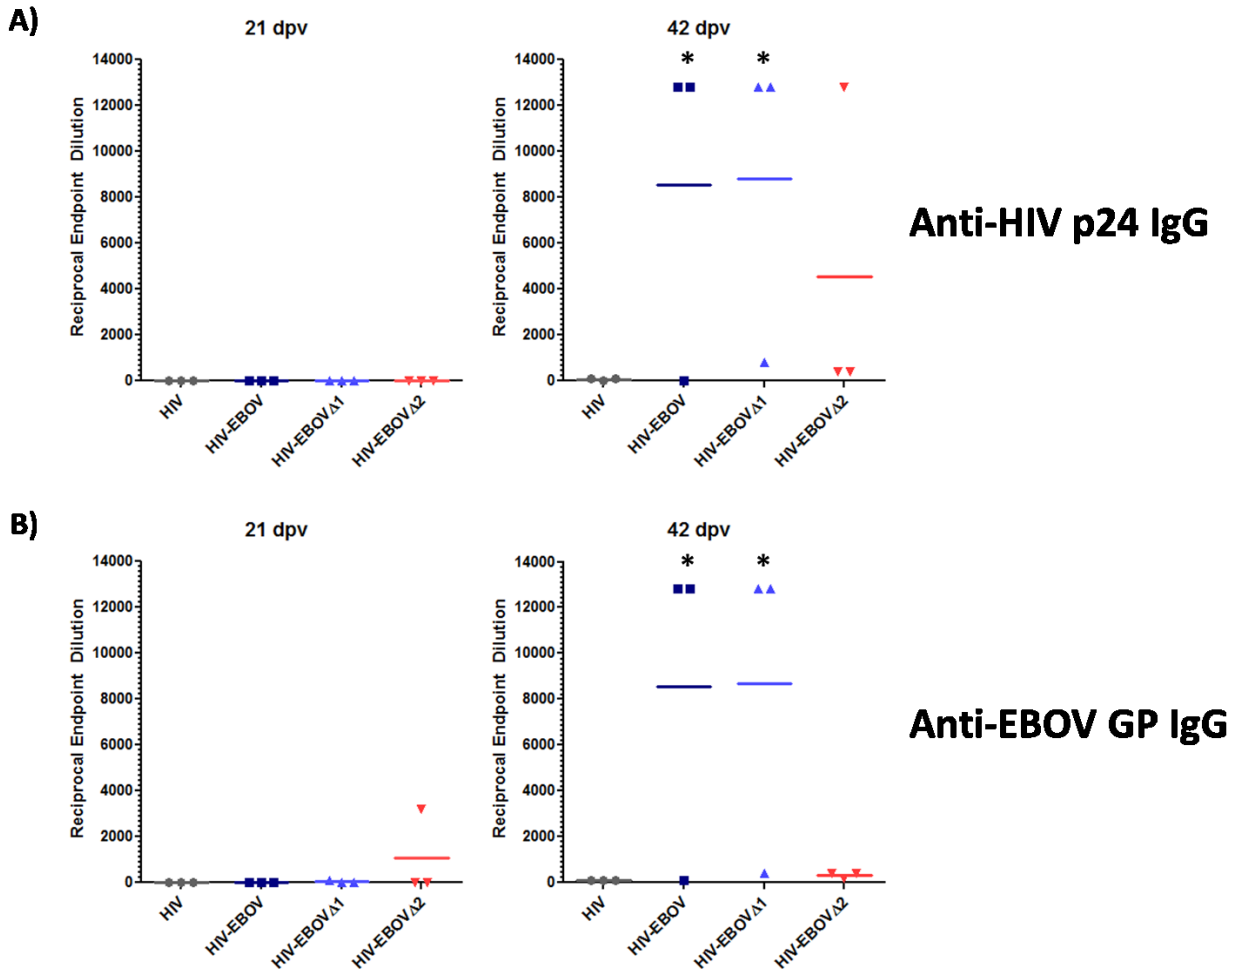 A)
21 dpv
42 dpv
Reciprocal Endpoint Dilution
14000
12000
10000
8000
6000
4000
2000
0
HIV
HIV-EBOV
HIV-EBOVΔ1
HIV-EBOVΔ2
Reciprocal Endpoint Dilution
14000
12000
10000
8000
6000
4000
2000
0
* *
HIV
HIV-EBOV
HIV-EBOVΔ1
HIV-EBOVΔ2
Anti-HIV p24 IgG
B)
21 dpv
42 dpv
Reciprocal Endpoint Dilution
14000
12000
10000
8000
6000
4000
2000
0
HIV
HIV-EBOV
HIV-EBOVΔ1
HIV-EBOVΔ2
Reciprocal Endpoint Dilution
14000
12000
10000
8000
6000
4000
2000
0
* *
HIV
HIV-EBOV
HIV-EBOVΔ1
HIV-EBOVΔ2
Anti-EBOV GP IgG